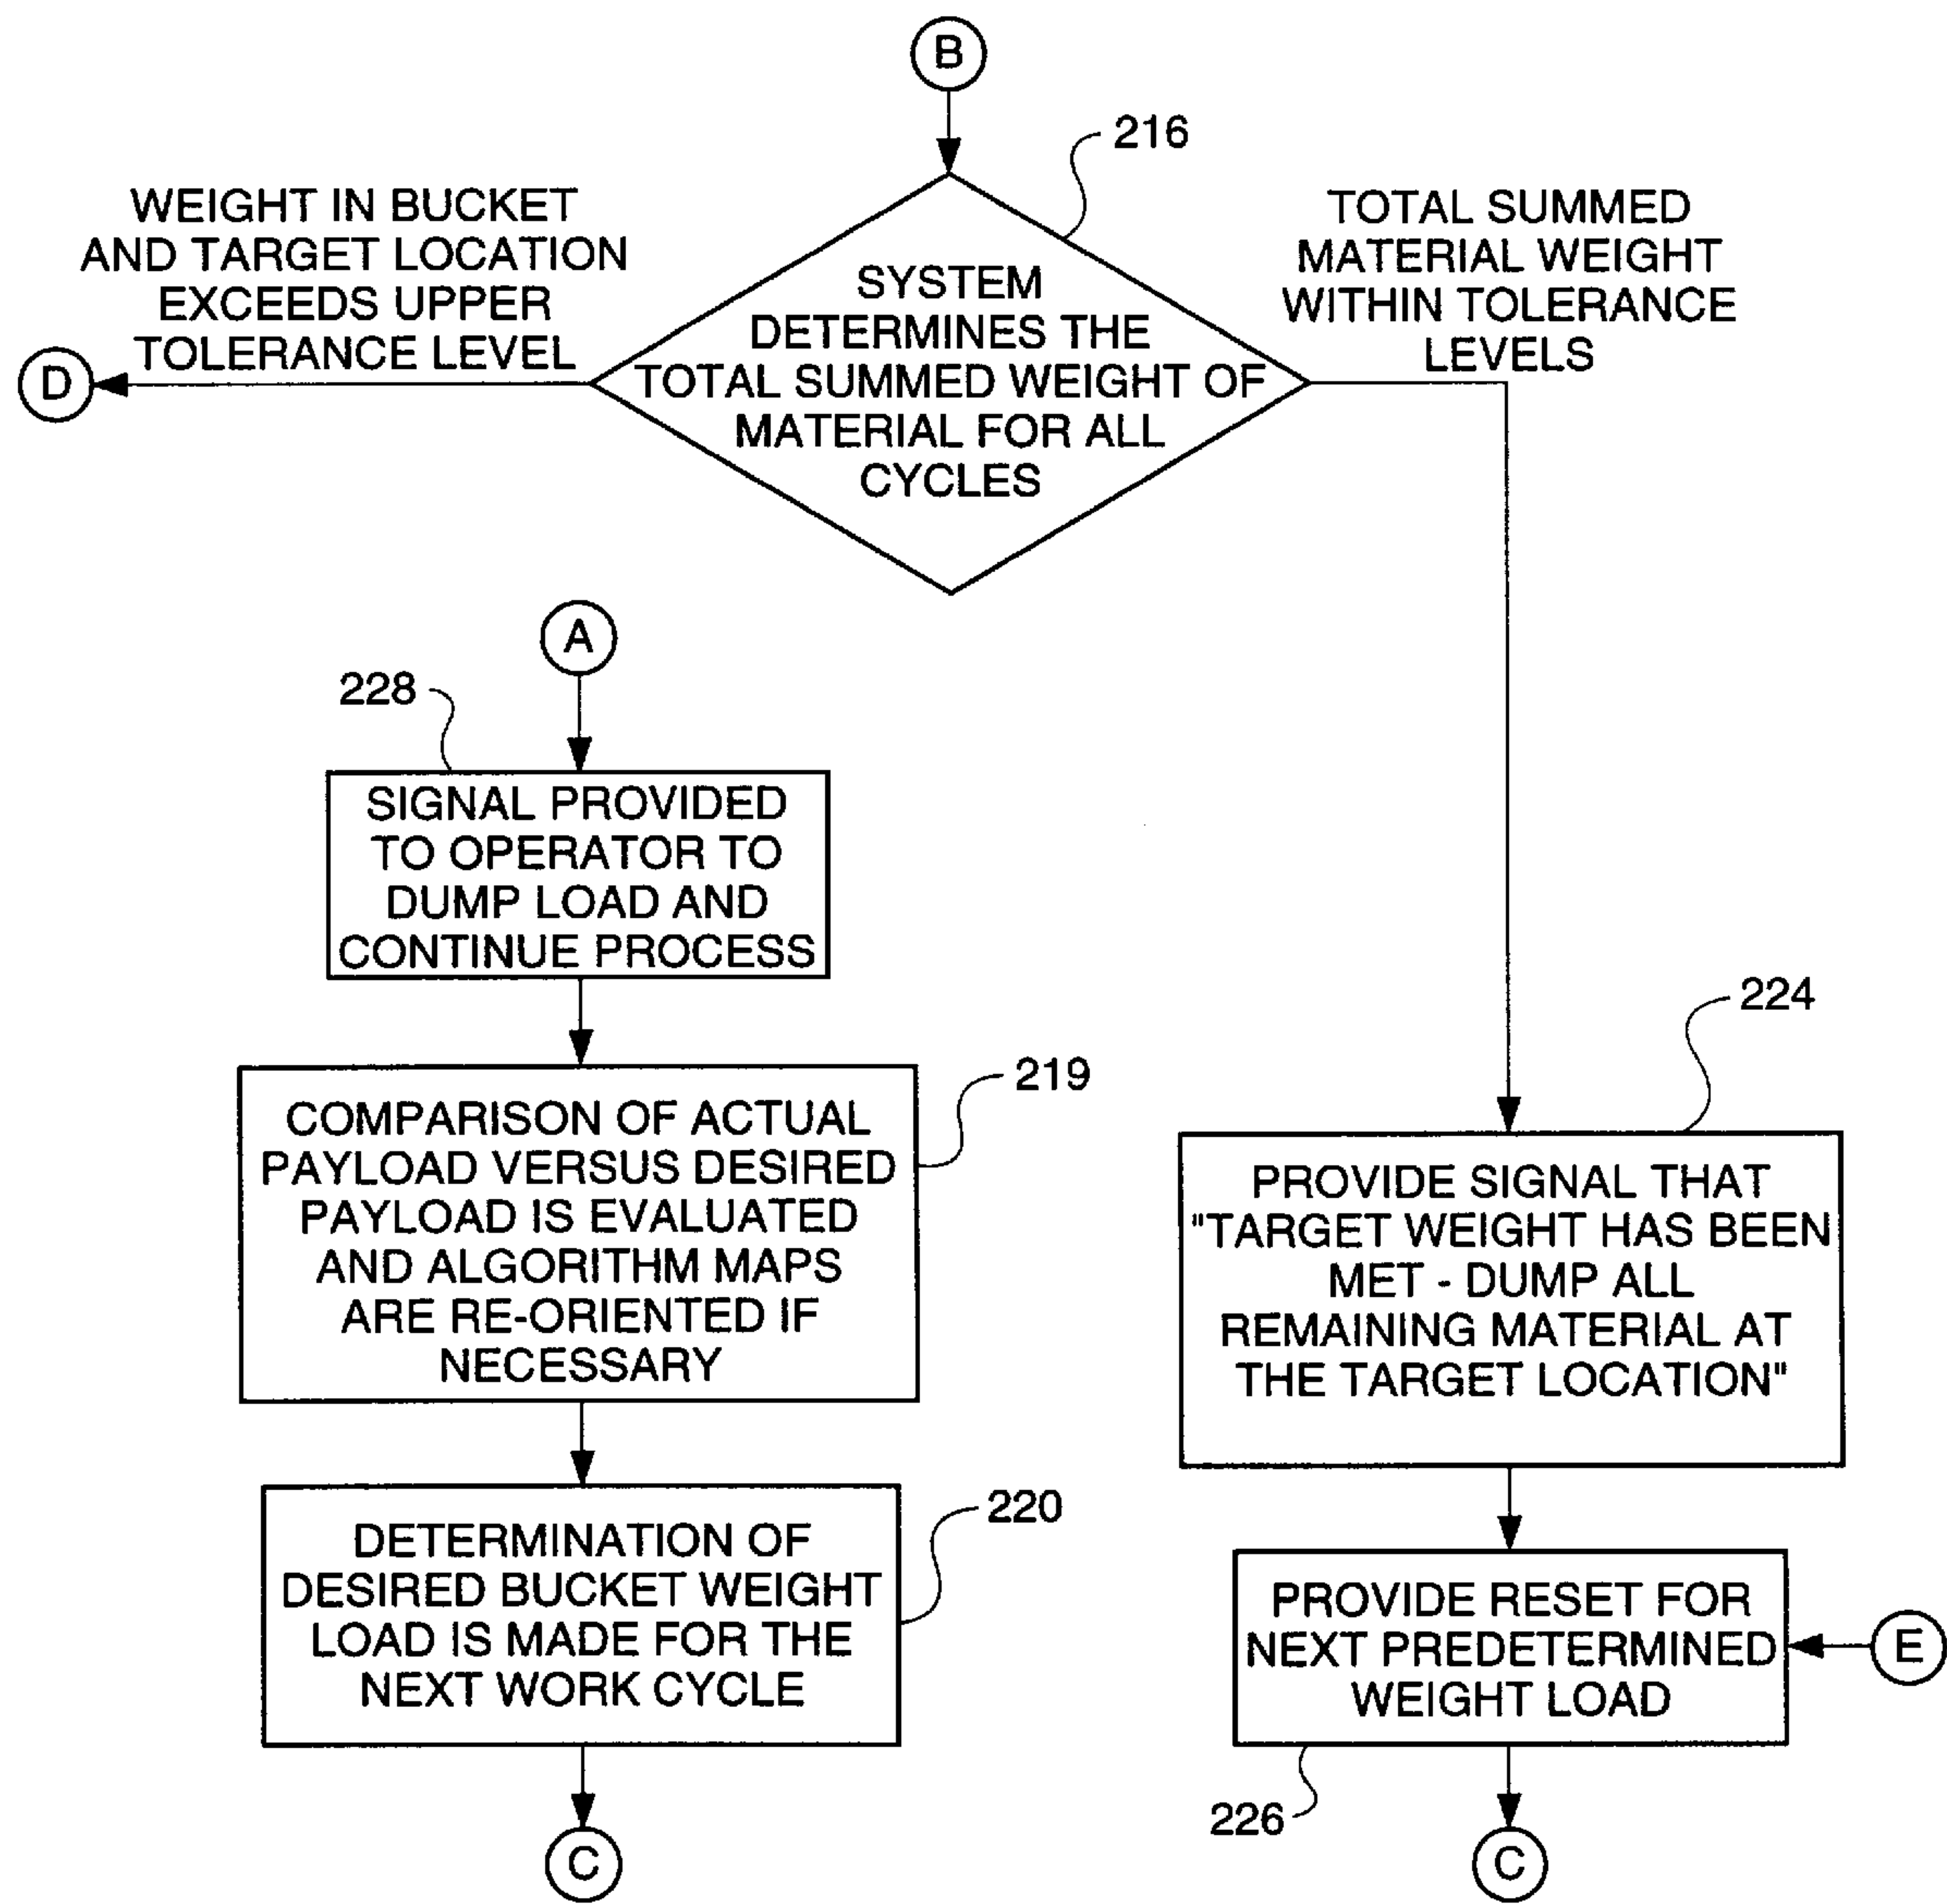 B
216
WEIGHT IN BUCKET
AND TARGET LOCATION
EXCEEDS UPPER
TOLERANCE LEVEL
D
SYSTEM
DETERMINES THE
TOTAL SUMMED WEIGHT OF
MATERIAL FOR ALL
CYCLES
TOTAL SUMMED
MATERIAL WEIGHT
WITHIN TOLERANCE
LEVELS
A
228
SIGNAL PROVIDED
TO OPERATOR TO
DUMP LOAD AND
CONTINUE PROCESS
219
COMPARISON OF ACTUAL
PAYLOAD VERSUS DESIRED
PAYLOAD IS EVALUATED
AND ALGORITHM MAPS
ARE RE-ORIENTED IF
NECESSARY
220
DETERMINATION OF
DESIRED BUCKET WEIGHT
LOAD IS MADE FOR THE
NEXT WORK CYCLE
C
224
PROVIDE SIGNAL THAT
"TARGET WEIGHT HAS BEEN
MET - DUMP ALL
REMAINING MATERIAL AT
THE TARGET LOCATION"
PROVIDE RESET FOR
NEXT PREDETERMINED
WEIGHT LOAD
E
226
C